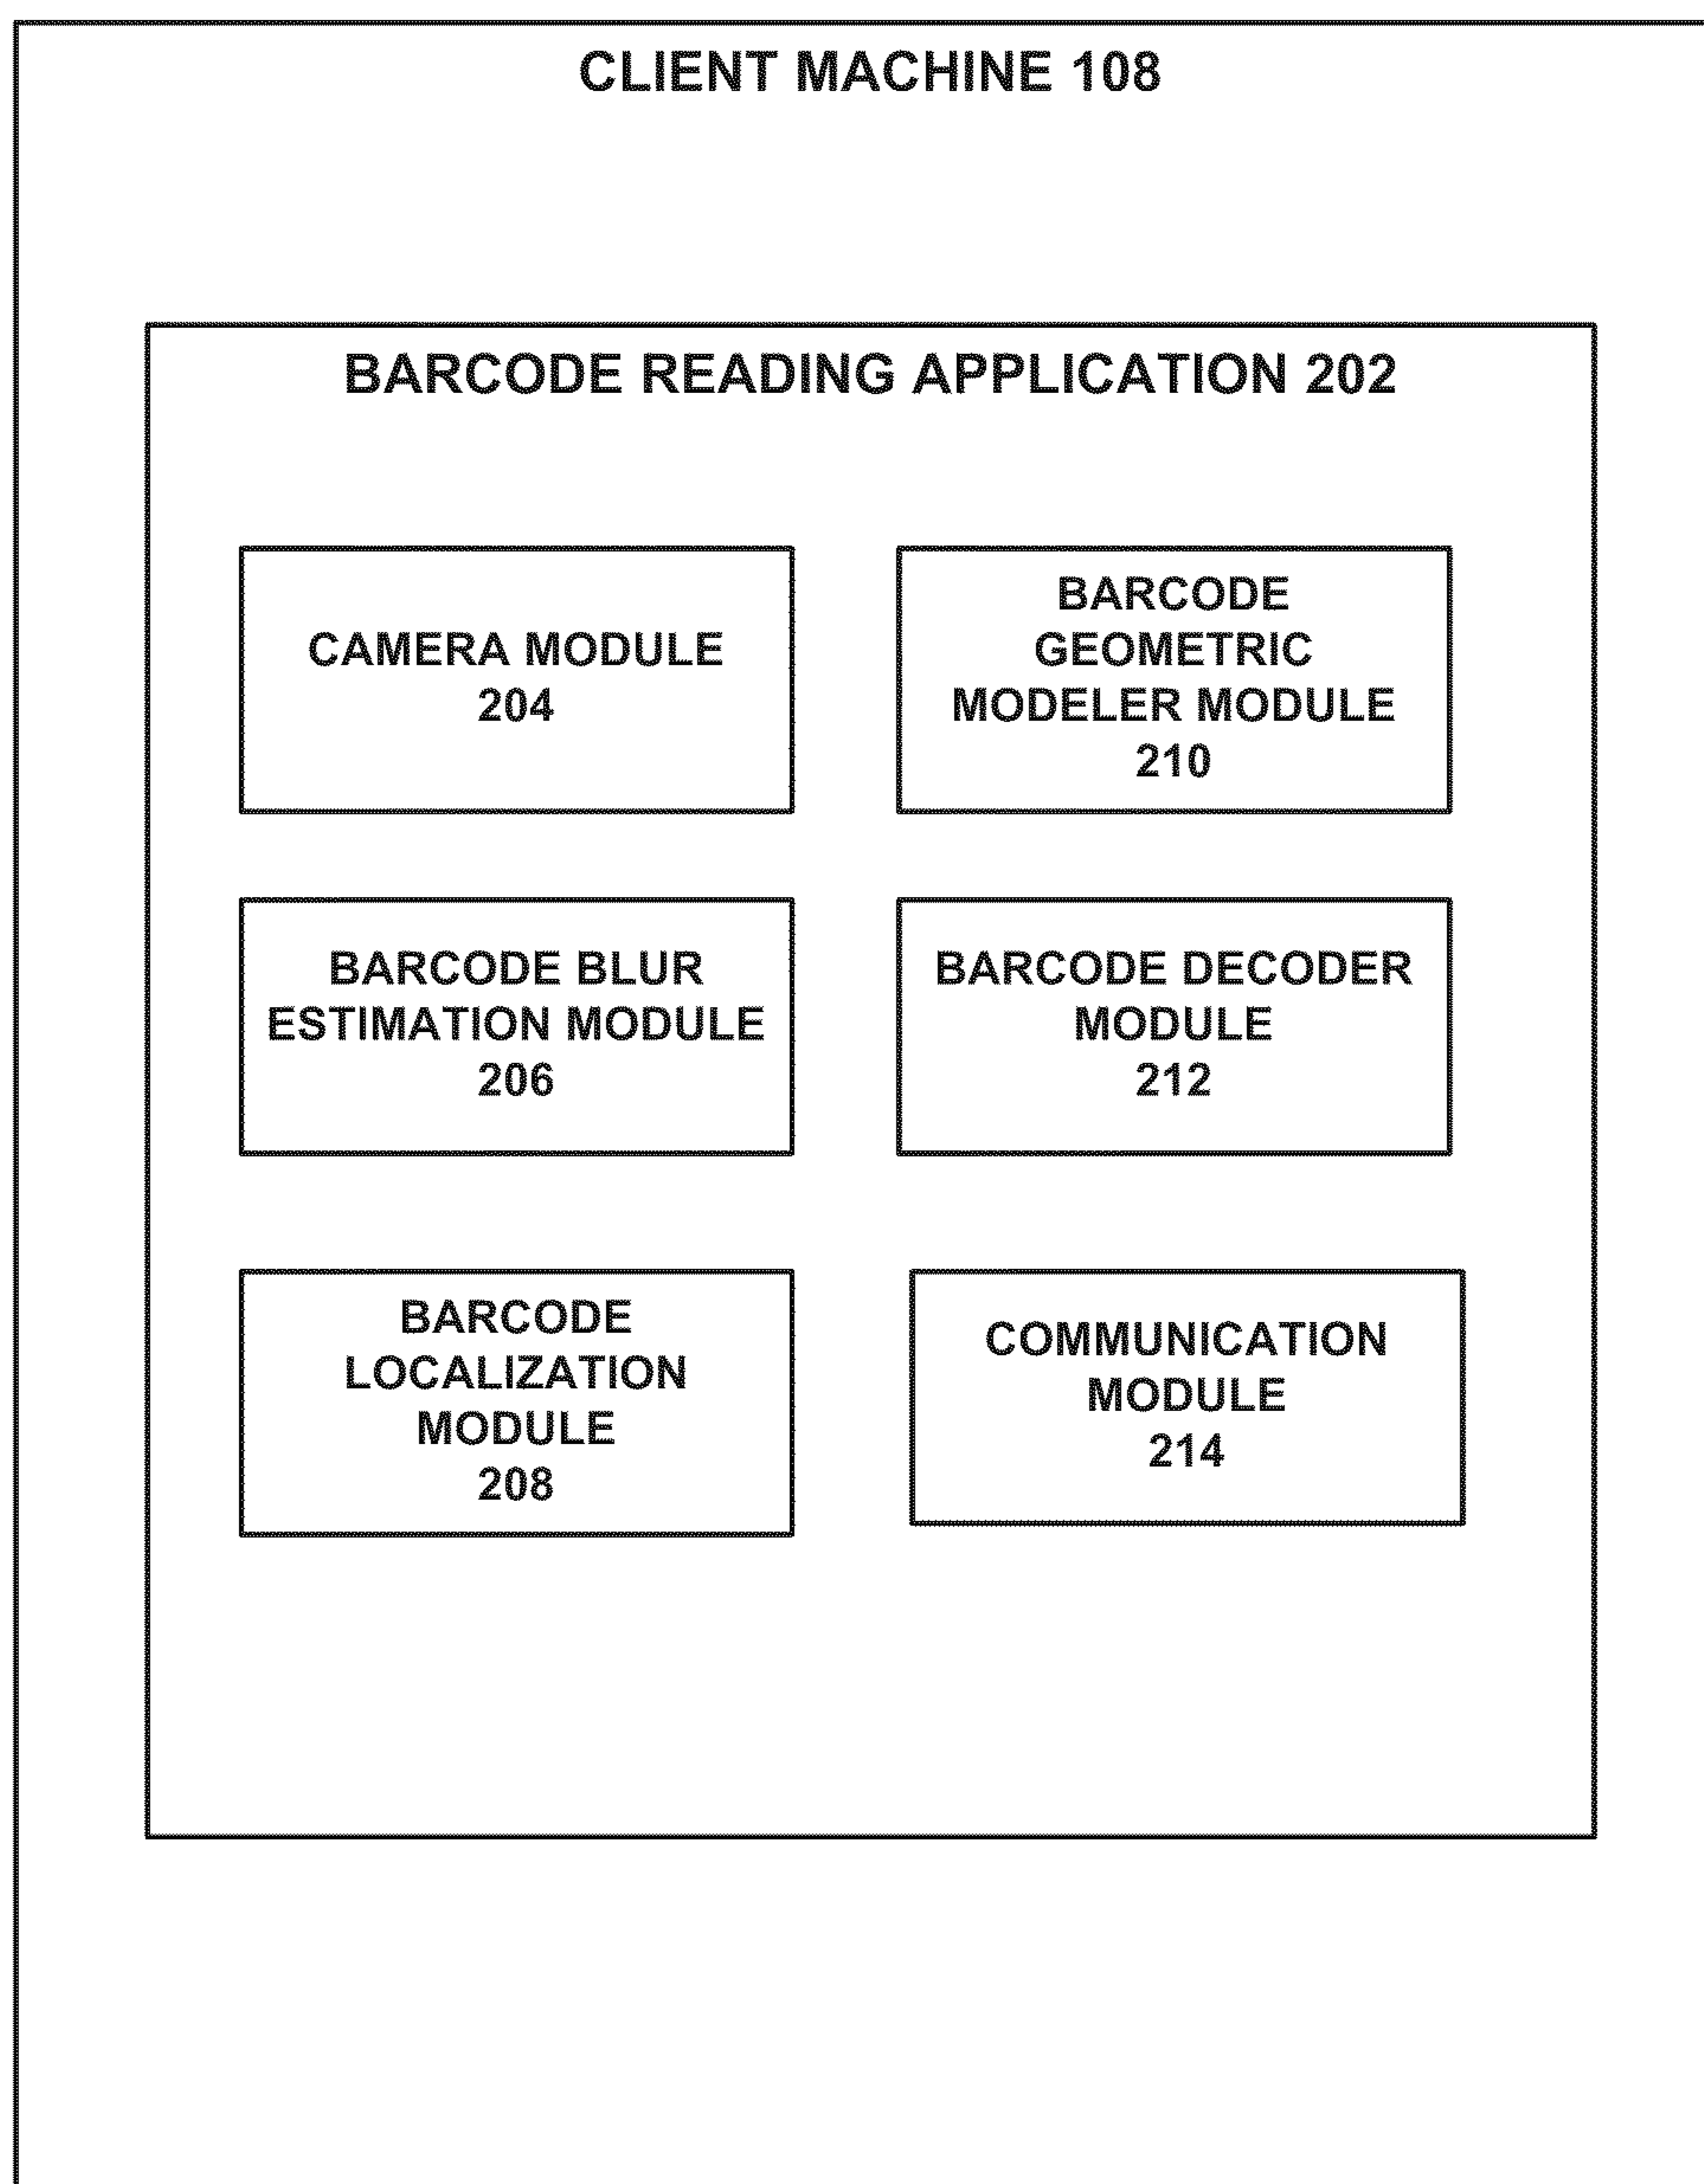 CLIENT MACHINE 108
BARCODE READING APPLICATION 202
CAMERA MODULE
204
BARCODE
GEOMETRIC
MODELER MODULE
210
BARCODE BLUR
ESTIMATION MODULE
206
BARCODE DECODER
MODULE
212
BARCODE
LOCALIZATION
MODULE
208
COMMUNICATION
MODULE
214